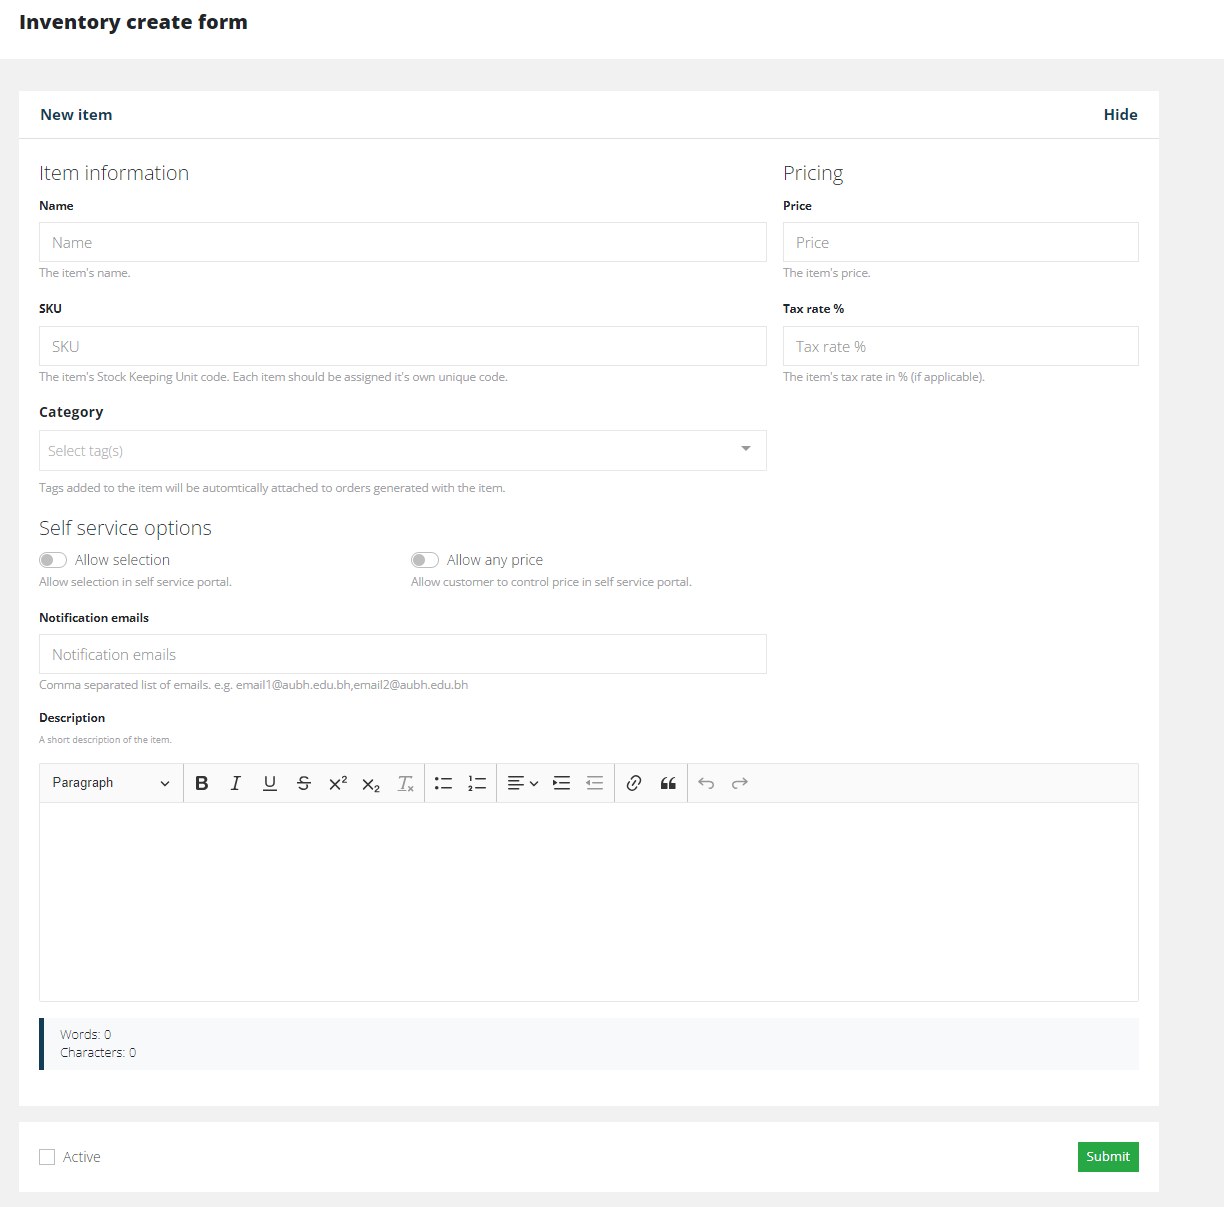 Inventory create form
New item
Hide
Item information
Name
Name
The item's name.
SKU
SKU
The item's Stock Keeping Unit code. Each item should be assigned it's own unique code.
Category
Select tag(s)
Tags added to the item will be automtically attached to orders generated with the item.
Pricing
Price
Price
The item's price.
Tax rate %
Tax rate %
The item's tax rate in % (if applicable).
Self service options
Allow selection
Allow selection in self service portal.
Allow any price
Allow customer to control price in self service portal.
Notification emails
Notification emails
Comma separated list of emails. e.g. email1@aubh.edu.bh,email2@aubh.edu.bh
Description
A short description of the item.
Paragraph
Words: 0
Characters: 0
Active
Submit